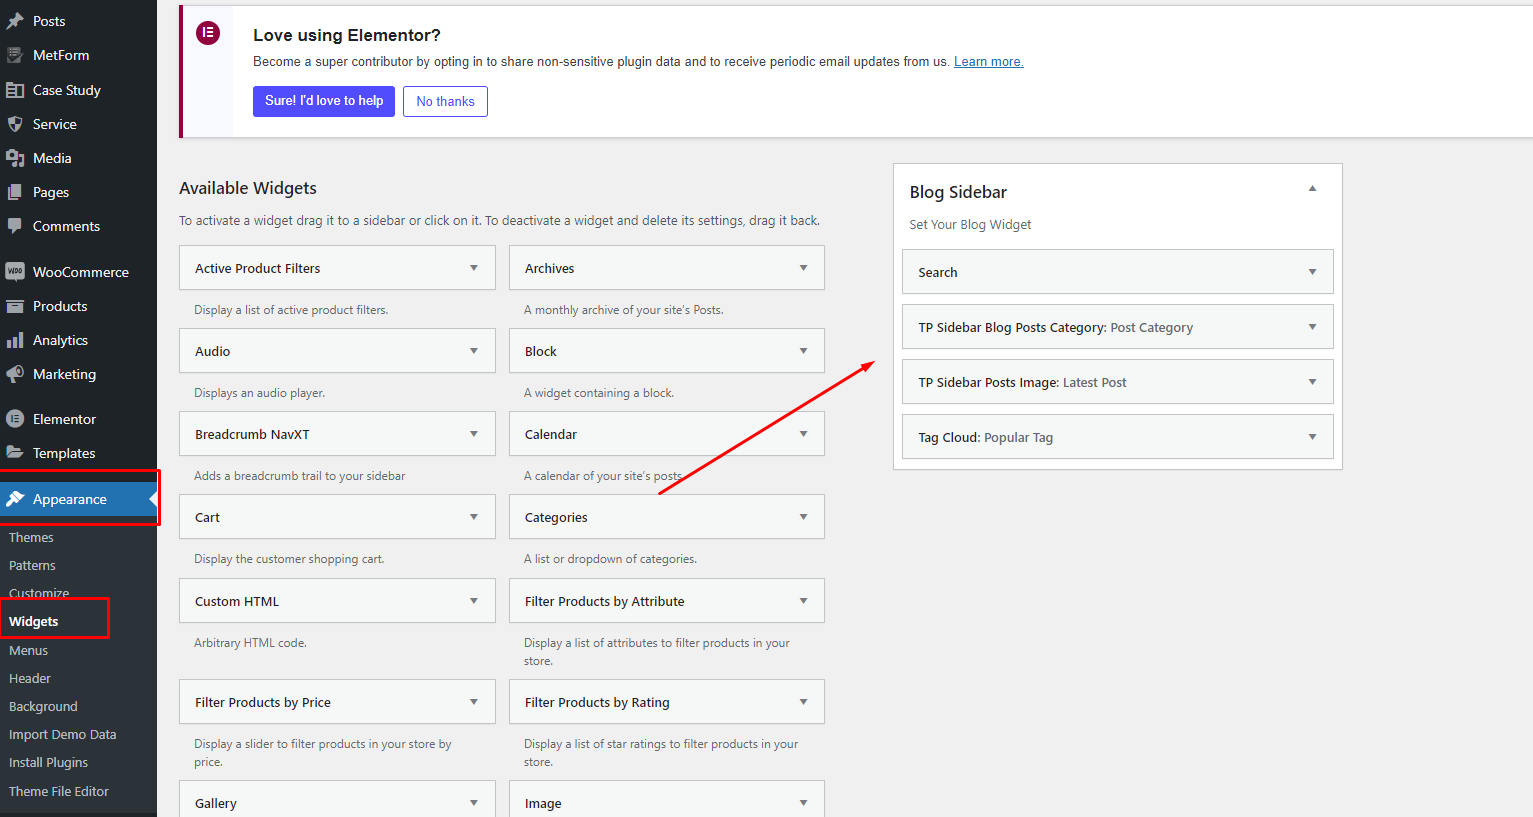 Posts
MetForm
Case Study
Service
Media
Pages
Comments
WooCommerce
Products
Analytics
Marketing
Elementor
Templates
Appearance
Themes
Patterns
Customize
Widgets
Menus
Header
Background
Import Demo Data
Install Plugins
Theme File Editor
Love using Elementor?
Become a super contributor by opting in to share non-sensitive plugin data and to receive periodic email updates from us. Learn more.
Sure! I'd love to help
No thanks
Available Widgets
To activate a widget drag it to a sidebar or click on it. To deactivate a widget and delete its settings, drag it back.
Active Product Filters
Display a list of active product filters.
Archives
A monthly archive of your site's Posts.
Audio
Displays an audio player.
Block
A widget containing a block.
Breadcrumb NavXT
Adds a breadcrumb trail to your sidebar
Calendar
A calendar of your site's posts.
Cart
Display the customer shopping cart.
Categories
A list or dropdown of categories.
Custom HTML
Arbitrary HTML code.
Filter Products by Attribute
Display a list of attributes to filter products in your
store.
Filter Products by Price
Display a slider to filter products in your store by
price.
Filter Products by Rating
Display a list of star ratings to filter products in your
store.
Gallery
Image
Blog Sidebar
Set Your Blog Widget
Search
TP Sidebar Blog Posts Category: Post Category
TP Sidebar Posts Image: Latest Post
Tag Cloud: Popular Tag